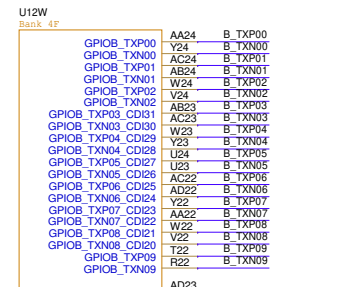 U12W
Bank 4F
GPIOB_TXP00 AA24 B_TXP00
GPIOB_TXN00 Y24 B_TXN00
GPIOB_TXP01 AC24 B_TXP01
GPIOB_TXN01 AB24 B_TXN01
GPIOB_TXP02 W24 B_TXP02
GPIOB_TXN02 V24 B_TXN02
GPIOB_TXP03_CDI31 AB23 B_TXP03
GPIOB_TXN03_CDI30 AC23 B_TXN03
GPIOB_TXP04_CDI29 W23 B_TXP04
GPIOB_TXN04_CDI28 Y23 B_TXN04
GPIOB_TXP05_CDI27 U24 B_TXP05
GPIOB_TXN05_CDI26 U23 B_TXN05
GPIOB_TXP06_CDI25 AC22 B_TXP06
GPIOB_TXN06_CDI24 AD22 B_TXN06
GPIOB_TXP07_CDI23 Y22 B_TXP07
GPIOB_TXN07_CDI22 AA22 B_TXN07
GPIOB_TXP08_CDI21 W22 B_TXP08
GPIOB_TXN08_CDI20 V22 B_TXN08
GPIOB_TXP09 T22 B_TXP09
GPIOB_TXN09 R22 B_TXN09
AD23